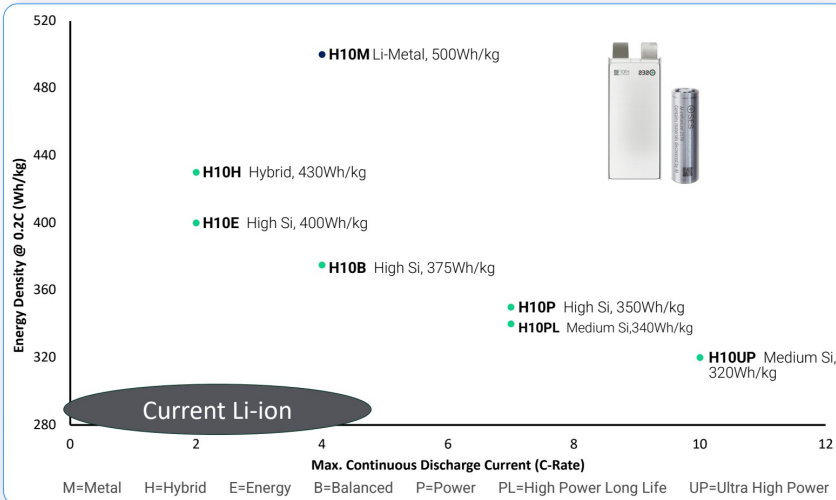 520
480
440
400
360
320
280
Energy Density @ 0.2C (Wh/kg)
H10M Li-Metal, 500Wh/kg
H10H Hybrid, 430Wh/kg
H10E High Si, 400Wh/kg
H10B High Si, 375Wh/kg
H10P High Si, 350Wh/kg
H10PL Medium Si,340Wh/kg
H10UP Medium Si,
320Wh/kg
Current Li-ion
0 2 4 6 8 10 12
Max. Continuous Discharge Current (C-Rate)
M=Metal H=Hybrid E=Energy B=Balanced P=Power PL=High Power Long Life UP=Ultra High Power
SES
SES